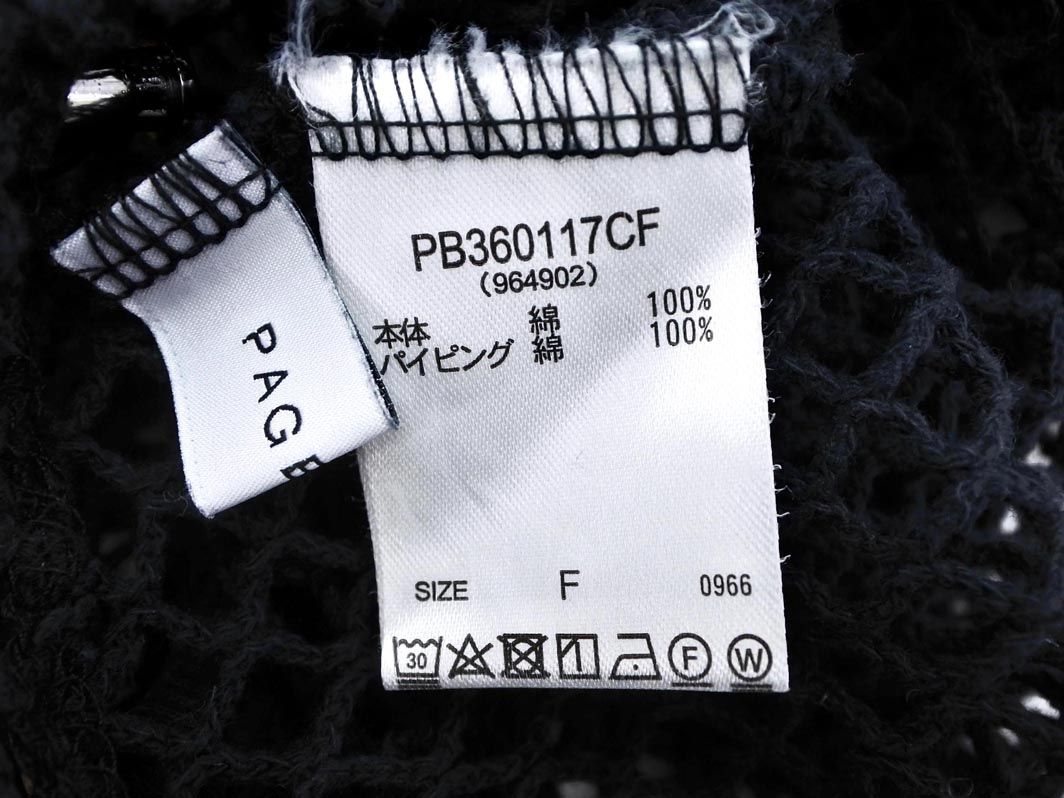 PAGE
PB360117CF
(964902)
本体 綿 100%
パイピング 綿 100%
SIZE F 0966
30 F W